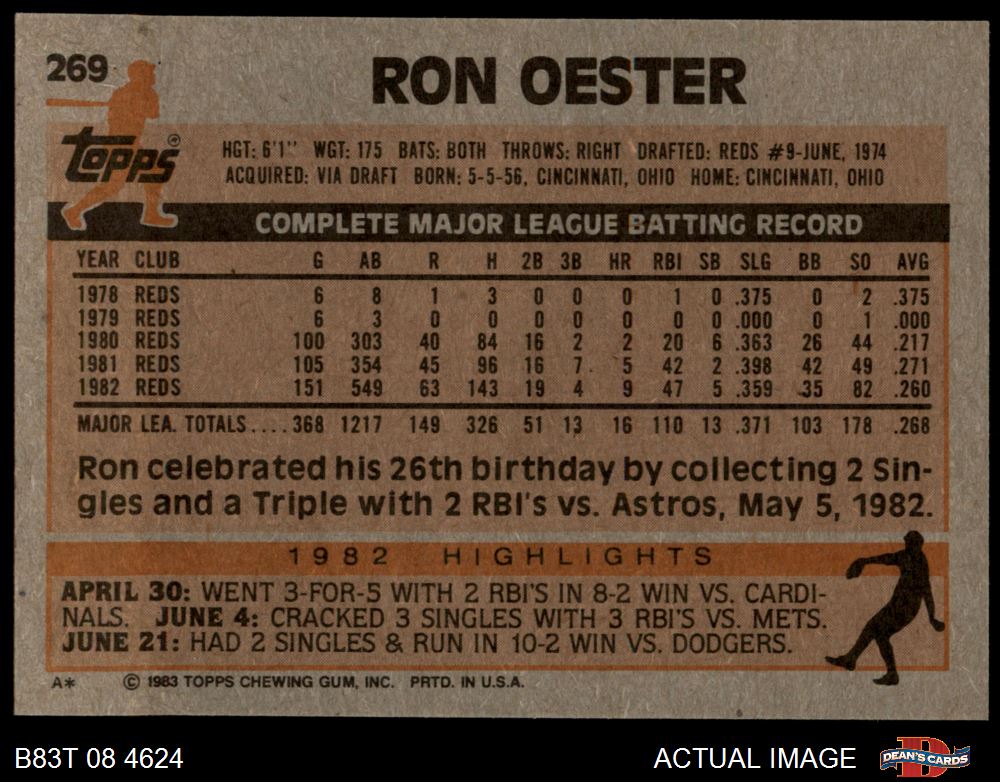 269
RON OESTER
Topps ®
HGT: 6'1" WGT: 175 BATS: BOTH THROWS: RIGHT DRAFTED: REDS #9-JUNE, 1974
ACQUIRED: VIA DRAFT BORN: 5-5-56, CINCINNATI, OHIO HOME: CINCINNATI, OHIO
COMPLETE MAJOR LEAGUE BATTING RECORD
YEAR CLUB G AB R H 2B 3B HR RBI SB SLG BB SO AVG
1978 REDS 6 8 1 3 0 0 0 1 0 .375 0 2 .375
1979 REDS 6 3 0 0 0 0 0 0 0 .000 0 1 .000
1980 REDS 100 303 40 84 16 2 2 20 6 .363 26 44 .217
1981 REDS 105 354 45 96 16 7 5 42 2 .398 42 49 .271
1982 REDS 151 549 63 143 19 4 9 47 5 .359 35 82 .260
MAJOR LEA. TOTALS.... 368 1217 149 326 51 13 16 110 13 .371 103 178 .268
Ron celebrated his 26th birthday by collecting 2 Sin-
gles and a Triple with 2 RBI's vs. Astros, May 5, 1982.
1982 HIGHLIGHTS
APRIL 30: WENT 3-FOR-5 WITH 2 RBI'S IN 8-2 WIN VS. CARDI-
NALS. JUNE 4: CRACKED 3 SINGLES WITH 3 RBI'S VS. METS.
JUNE 21: HAD 2 SINGLES & RUN IN 10-2 WIN VS. DODGERS.
A* © 1983 TOPPS CHEWING GUM, INC. PRTD. IN U.S.A.
B83T 08 4624 ACTUAL IMAGE DEAN'S CARDS